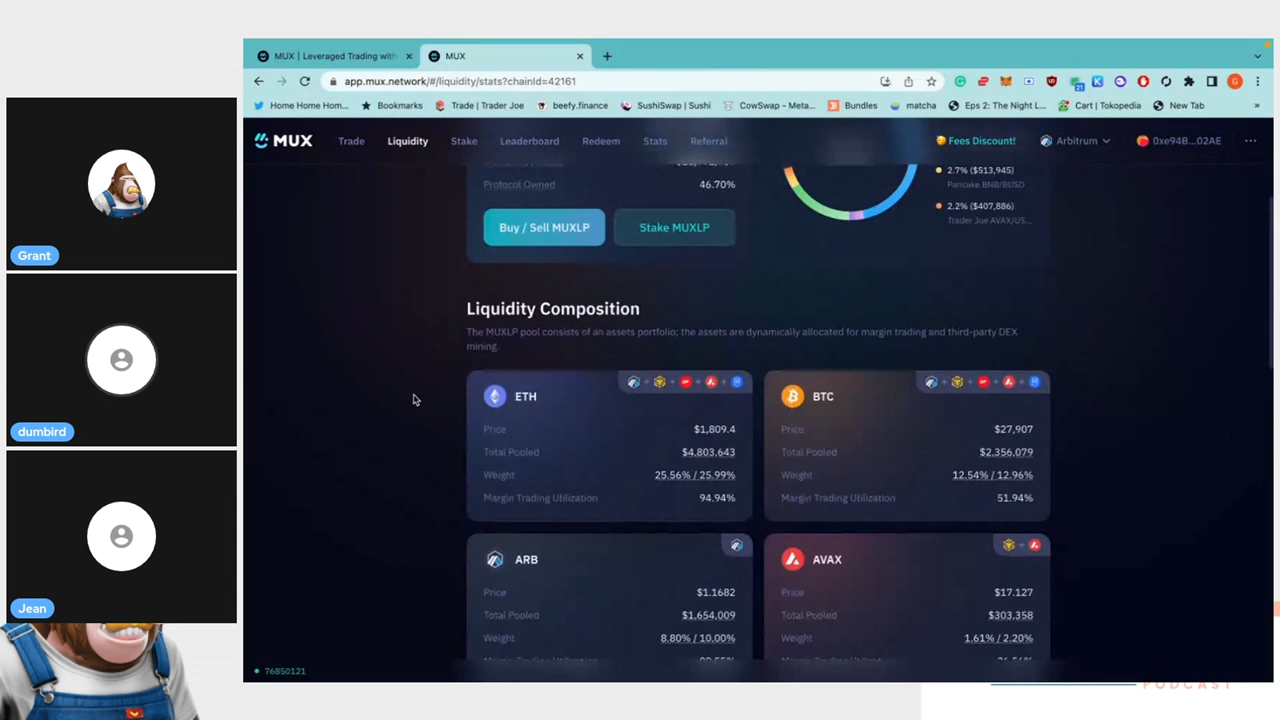 MUX | Leveraged Trading with
MUX
app.mux.network/#/liquidity/stats?chainId=42161
Home Home Hom...
Bookmarks
Trade | Trader Joe
beefy.finance
SushiSwap | Sushi
CowSwap - Meta...
Bundles
matcha
Eps 2: The Night L...
Cart | Tokopedia
New Tab
»
MUX
Trade
Liquidity
Stake
Leaderboard
Redeem
Stats
Referral
Fees Discount!
Arbitrum
0xe94B...02AE
Protocol Owned
46.70%
Buy / Sell MUXLP
Stake MUXLP
2.7% ($513,945)
Pancake BNB/BUSD
2.2% ($407,886)
Trader Joe AVAX/US...
Liquidity Composition
The MUXLP pool consists of an assets portfolio; the assets are dynamically allocated for margin trading and third-party DEX
mining.
ETH
Price $1,809.4
Total Pooled $4,803,643
Weight 25.56% / 25.99%
Margin Trading Utilization 94.94%
BTC
Price $27,907
Total Pooled $2,356,079
Weight 12.54% / 12.96%
Margin Trading Utilization 51.94%
ARB
Price $1.1682
Total Pooled $1,654,009
Weight 8.80% / 10.00%
AVAX
Price $17.127
Total Pooled $303,358
Weight 1.61% / 2.20%
76850121
Grant
dumbird
Jean
PODCAST